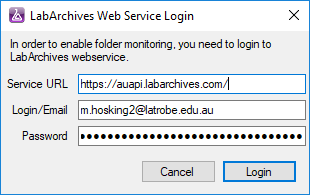 LabArchives Web Service Login
In order to enable folder monitoring, you need to login to
LabArchives webservice.
Service URL https://auapi.labarchives.com/
Login/Email m.hosking2@latrobe.edu.au
Password ●●●●●●●●●●●●●●●●●●●●●●●●●●●●●●●●
Cancel Login